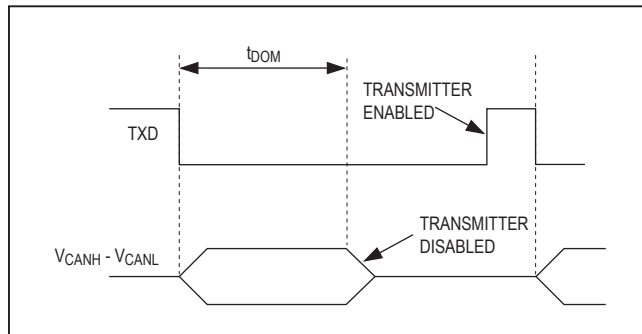 tDOM
TRANSMITTER
ENABLED
TXD
TRANSMITTER
DISABLED
VCANH - VCANL